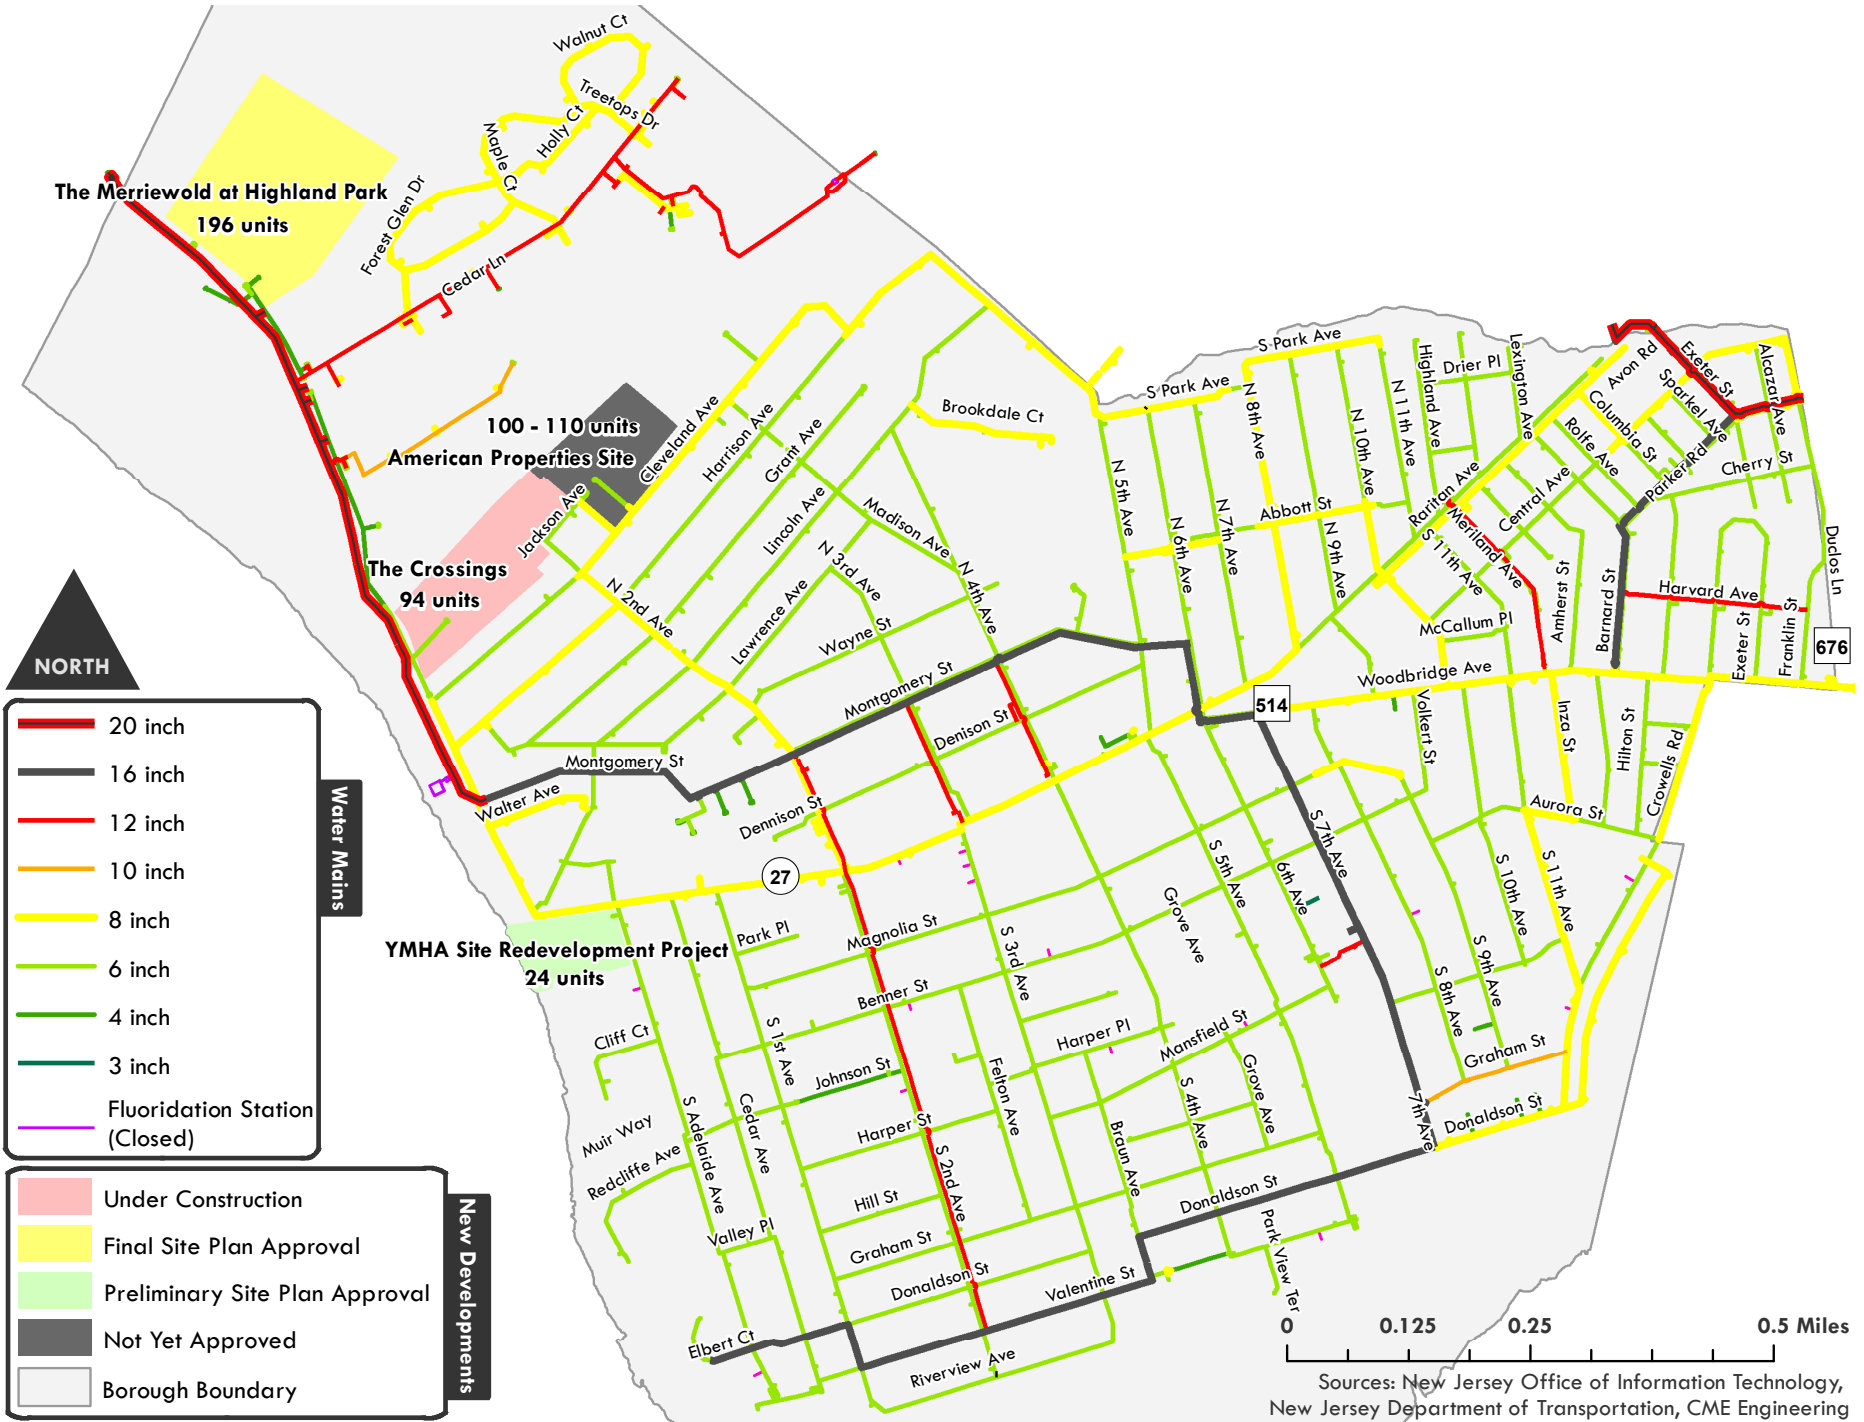 Walnut Ct
Treetops Dr
Holly Ct
Maple Ct
Forest Glen Dr
Cedar Ln
The Merriewold at Highland Park
196 units
100 - 110 units
American Properties Site
The Crossings
94 units
Jackson Ave
Cleveland Ave
Harrison Ave
Grant Ave
Lincoln Ave
Madison Ave
Brookdale Ct
N 2nd Ave
N 3rd Ave
N 4th Ave
Lawrence Ave
Wayne St
Montgomery St
Montgomery St
Denison St
Dennison St
Walter Ave
S Park Ave
S Park Ave
N 5th Ave
N 6th Ave
N 7th Ave
N 8th Ave
N 9th Ave
N 10th Ave
N 11th Ave
Abbott St
Highland Ave
Drier Pl
Lexington Ave
Raritan Ave
Avon Rd
Columbia St
Rolfe Ave
Central Ave
Meriland Ave
S 11th Ave
Sparkel Ave
Exeter St
Alcazar Ave
Parker Rd
Cherry St
Duclos Ln
Amherst St
Barnard St
Harvard Ave
Exeter St
Franklin St
676
McCallum Pl
Woodbridge Ave
514
Volkert St
Inza St
Hilton St
Crowells Rd
Aurora St
S 7th Ave
S 5th Ave
6th Ave
Grove Ave
S 10th Ave
S 11th Ave
S 9th Ave
S 8th Ave
Graham St
Donaldson St
7th Ave
27
YMHA Site Redevelopment Project
24 units
Park Pl
Magnolia St
S 3rd Ave
Benner St
S 1st Ave
Cliff Ct
Johnson St
Harper Pl
Mansfield St
Felton Ave
Grove Ave
S 4th Ave
Braun Ave
Muir Way
Redcliffe Ave
S Adelaide Ave
Cedar Ave
Harper St
S 2nd Ave
Hill St
Valley Pl
Graham St
Donaldson St
Donaldson St
Park View Ter
Valentine St
Elbert Ct
Riverview Ave
NORTH
20 inch
16 inch
12 inch
10 inch
8 inch
6 inch
4 inch
3 inch
Fluoridation Station
(Closed)
Water Mains
Under Construction
Final Site Plan Approval
Preliminary Site Plan Approval
Not Yet Approved
Borough Boundary
New Developments
0 0.125 0.25 0.5 Miles
Sources: New Jersey Office of Information Technology,
New Jersey Department of Transportation, CME Engineering